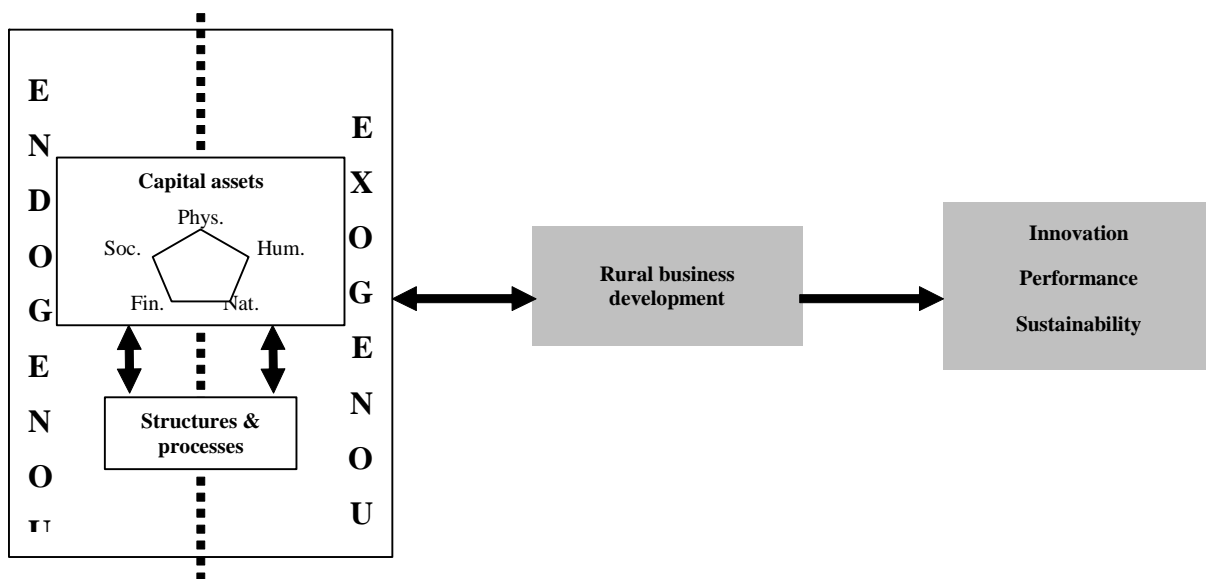 E
N
D
O
G
E
N
O
U
E
X
O
G
E
N
O
U
Capital assets
Phys.
Soc.
Hum.
Fin.
Nat.
Structures &
processes
Rural business
development
Innovation
Performance
Sustainability